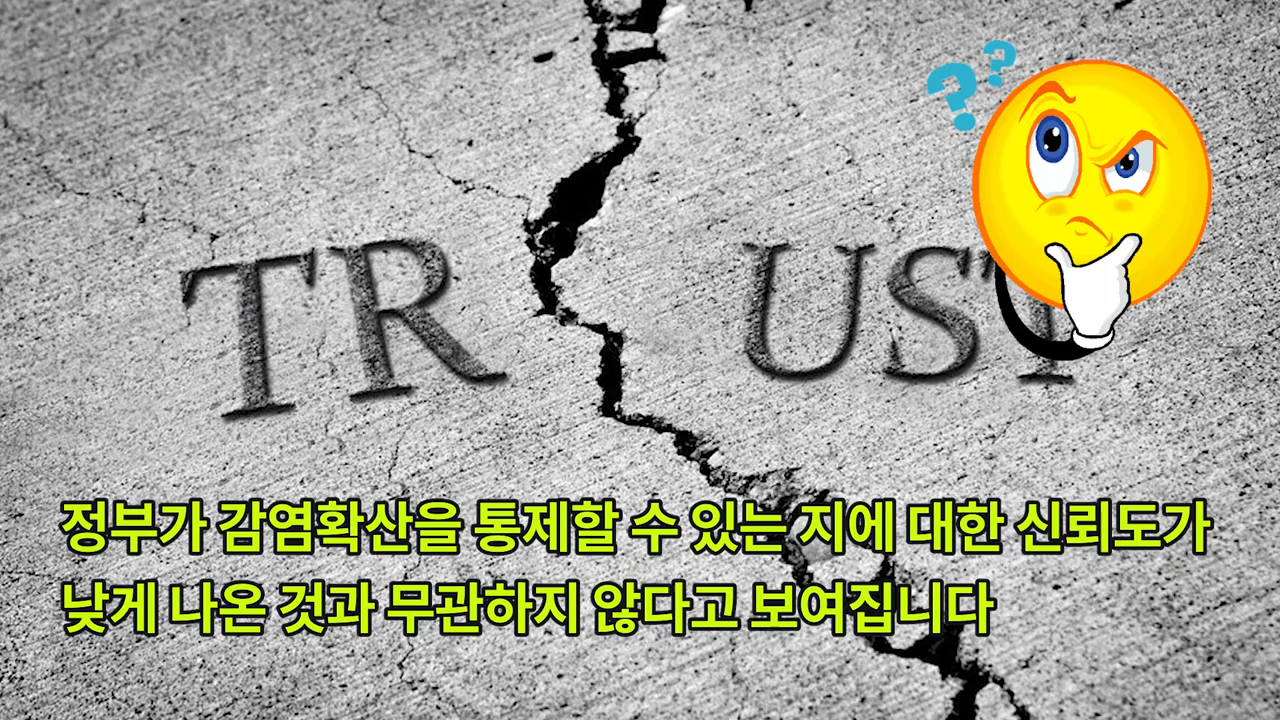 ??
TRUST
정부가 감염확산을 통제할 수 있는 지에 대한 신뢰도가
낮게 나온 것과 무관하지 않다고 보여집니다